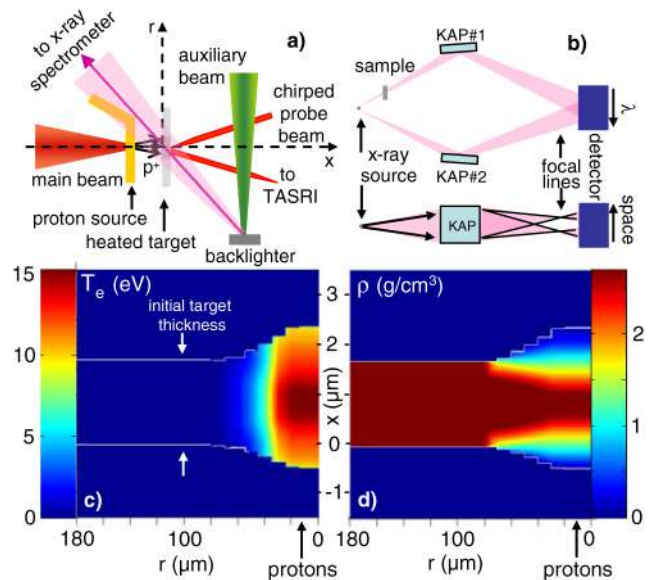 r
a)
to x-ray
spectrometer
auxiliary
beam
chirped
probe
beam
x
p+
main beam
to
TASRI
proton source
heated target
backlighter
b)
KAP#1
sample
λ
x-ray
source
KAP#2
focal
lines
detector
KAP
space
15
10
5
0
Te (eV)
initial target
thickness
c)
180
100
0
r (µm)
protons
3
2
1
0
-1
x (µm)
ρ (g/cm³)
d)
2
1
0
180
100
0
r (µm)
protons